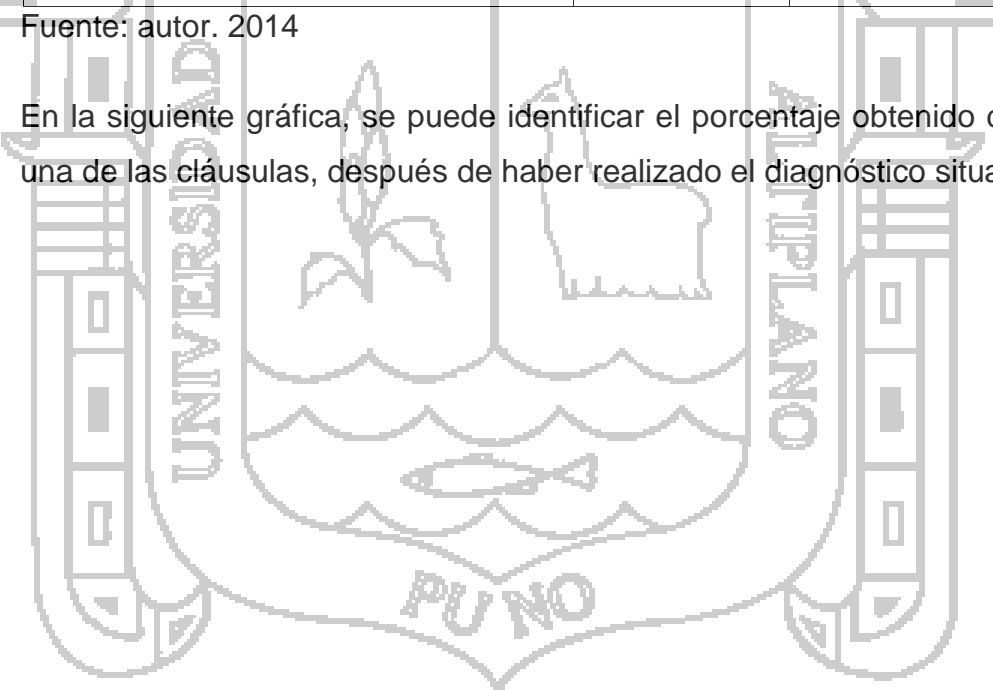 Fuente: autor. 2014
En la siguiente gráfica, se puede identificar el porcentaje obtenido
una de las cláusulas, después de haber realizado el diagnóstico
UNIVERSIDAD
ALTIPLANO
PUNO